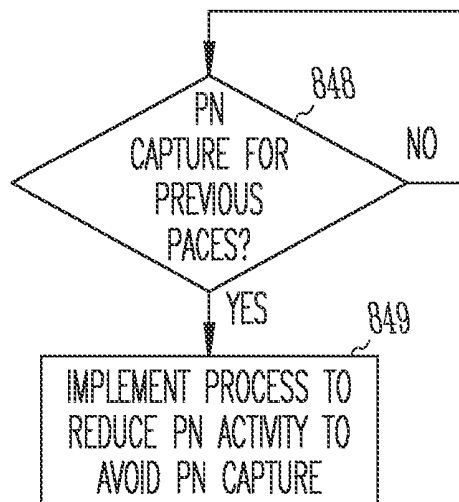 848
PN
CAPTURE FOR
PREVIOUS
PACES?
NO
YES
849
IMPLEMENT PROCESS TO
REDUCE PN ACTIVITY TO
AVOID PN CAPTURE